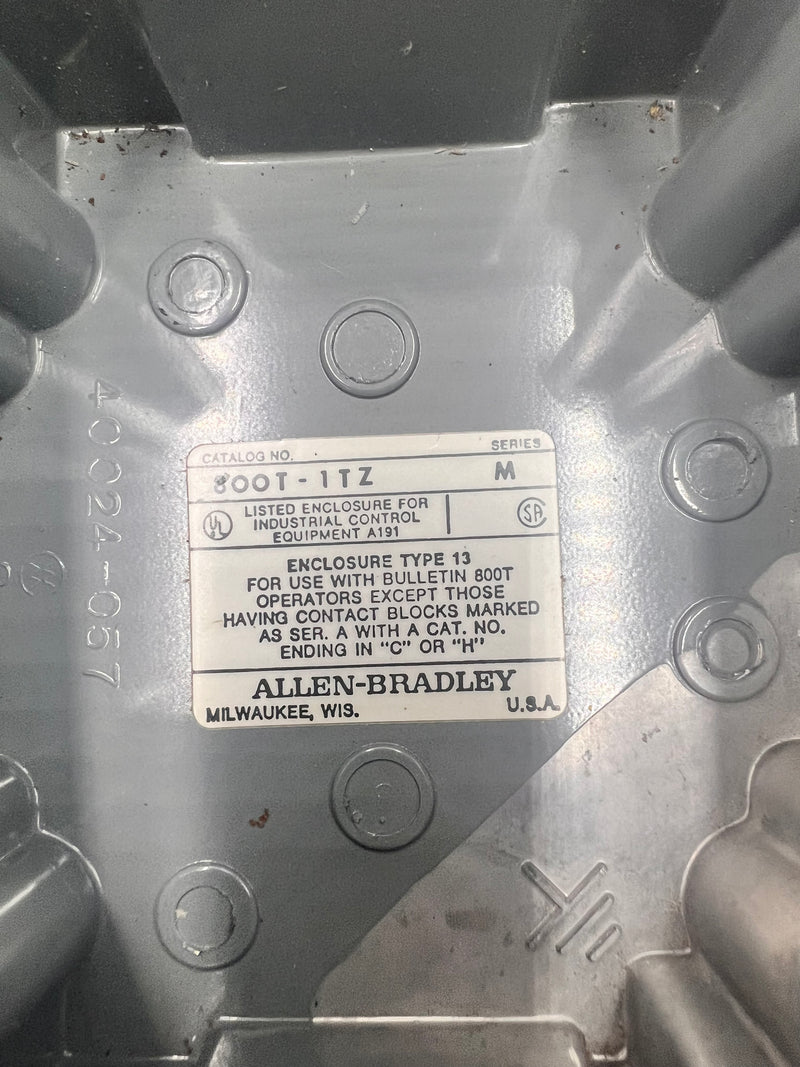 CATALOG NO. SERIES
800T-1TZ M
UL LISTED ENCLOSURE FOR
INDUSTRIAL CONTROL
EQUIPMENT A191
SA
ENCLOSURE TYPE 13
FOR USE WITH BULLETIN 800T
OPERATORS EXCEPT THOSE
HAVING CONTACT BLOCKS MARKED
AS SER. A WITH A CAT. NO.
ENDING IN "C" OR "H"
ALLEN-BRADLEY
MILWAUKEE, WIS. U.S.A.
40024-057